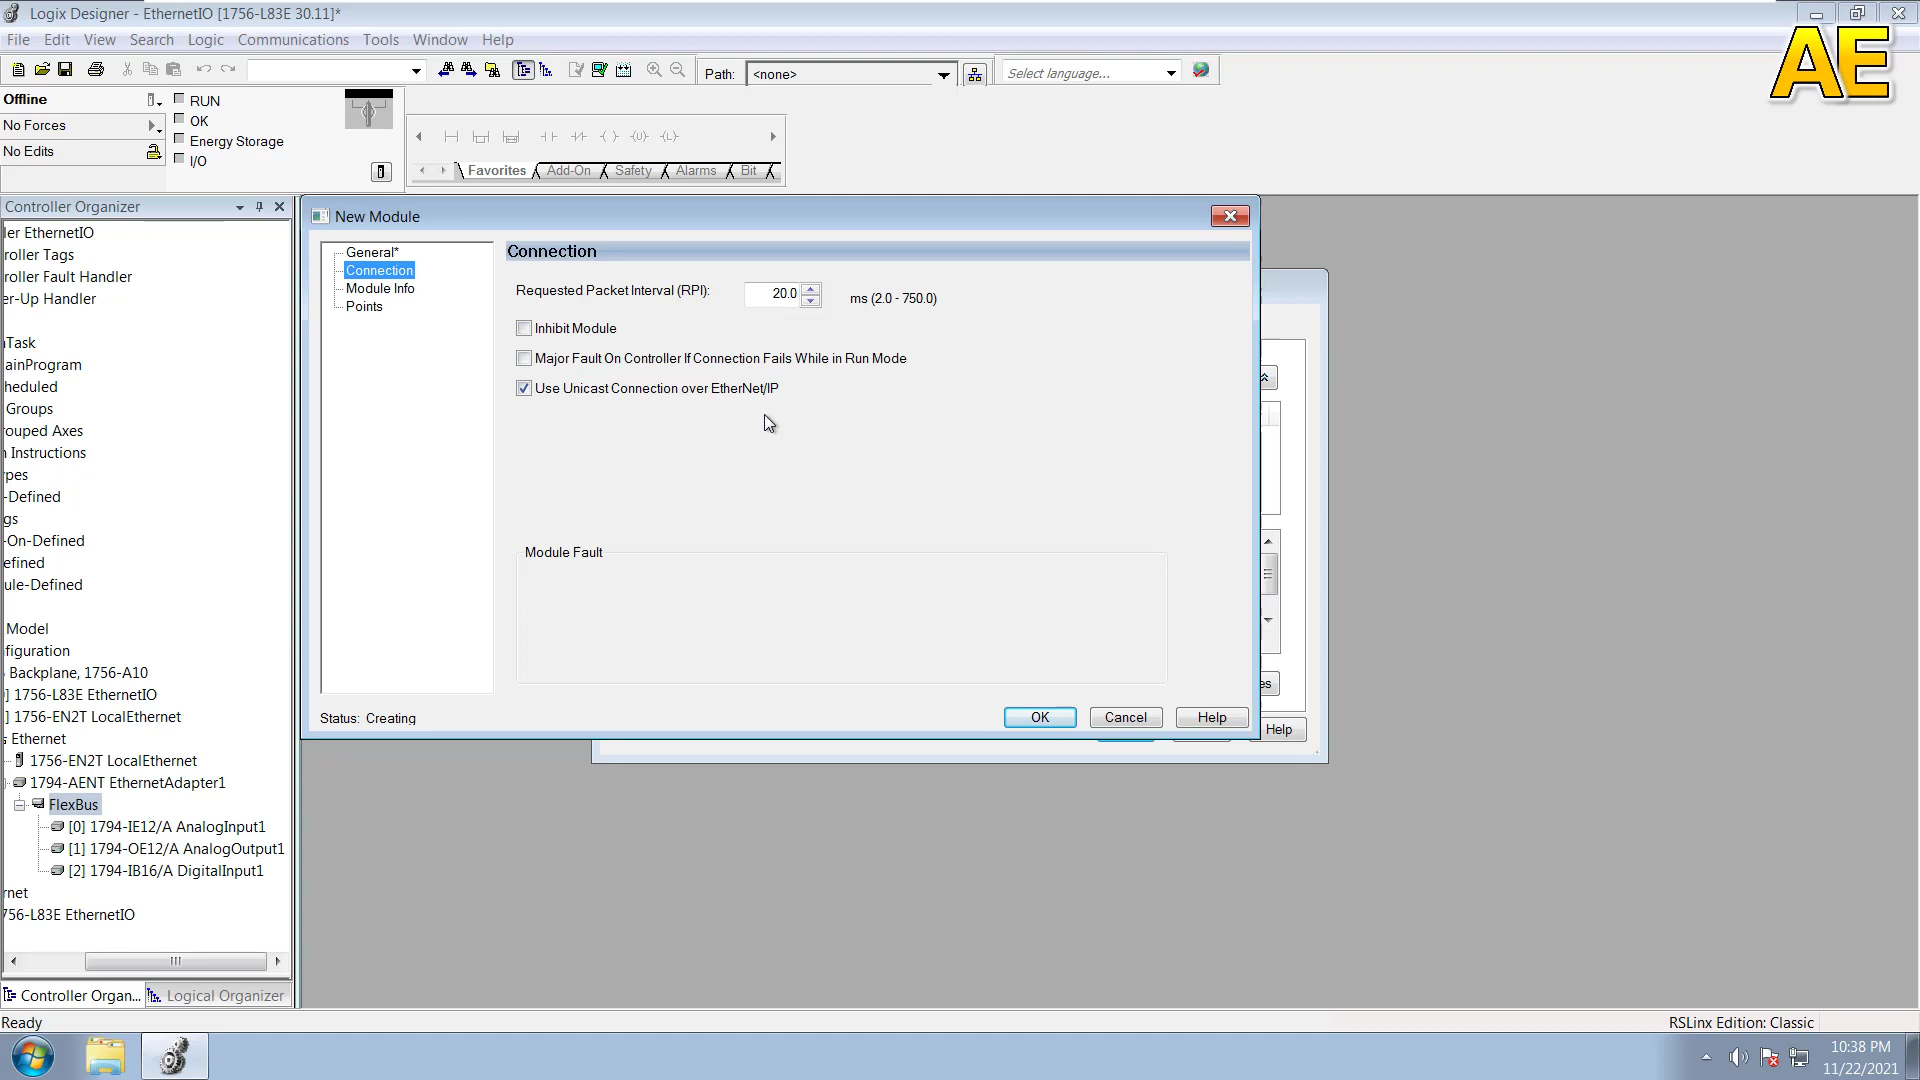 Logix Designer - EthernetIO [1756-L83E 30.11]*
AE
File Edit View Search Logic Communications Tools Window Help
Path: <none>
Select language...
Offline
RUN
No Forces
OK
No Edits
Energy Storage
I/O
Favorites Add-On Safety Alarms Bit
Controller Organizer
ler EthernetIO
roller Tags
roller Fault Handler
er-Up Handler
nTask
ainProgram
heduled
Groups
rouped Axes
n Instructions
ypes
-Defined
gs
-On-Defined
efined
ule-Defined
Model
figuration
Backplane, 1756-A10
] 1756-L83E EthernetIO
] 1756-EN2T LocalEthernet
Ethernet
1756-EN2T LocalEthernet
1794-AENT EthernetAdapter1
FlexBus
[0] 1794-IE12/A AnalogInput1
[1] 1794-OE12/A AnalogOutput1
[2] 1794-IB16/A DigitalInput1
rnet
756-L83E EthernetIO
Controller Organ...
Logical Organizer
New Module
General*
Connection
Module Info
Points
Connection
Requested Packet Interval (RPI): 20.0 ms (2.0 - 750.0)
Inhibit Module
Major Fault On Controller If Connection Fails While in Run Mode
Use Unicast Connection over EtherNet/IP
Module Fault
Status: Creating
OK Cancel Help
es
Help
Ready
RSLinx Edition: Classic
10:38 PM
11/22/2021